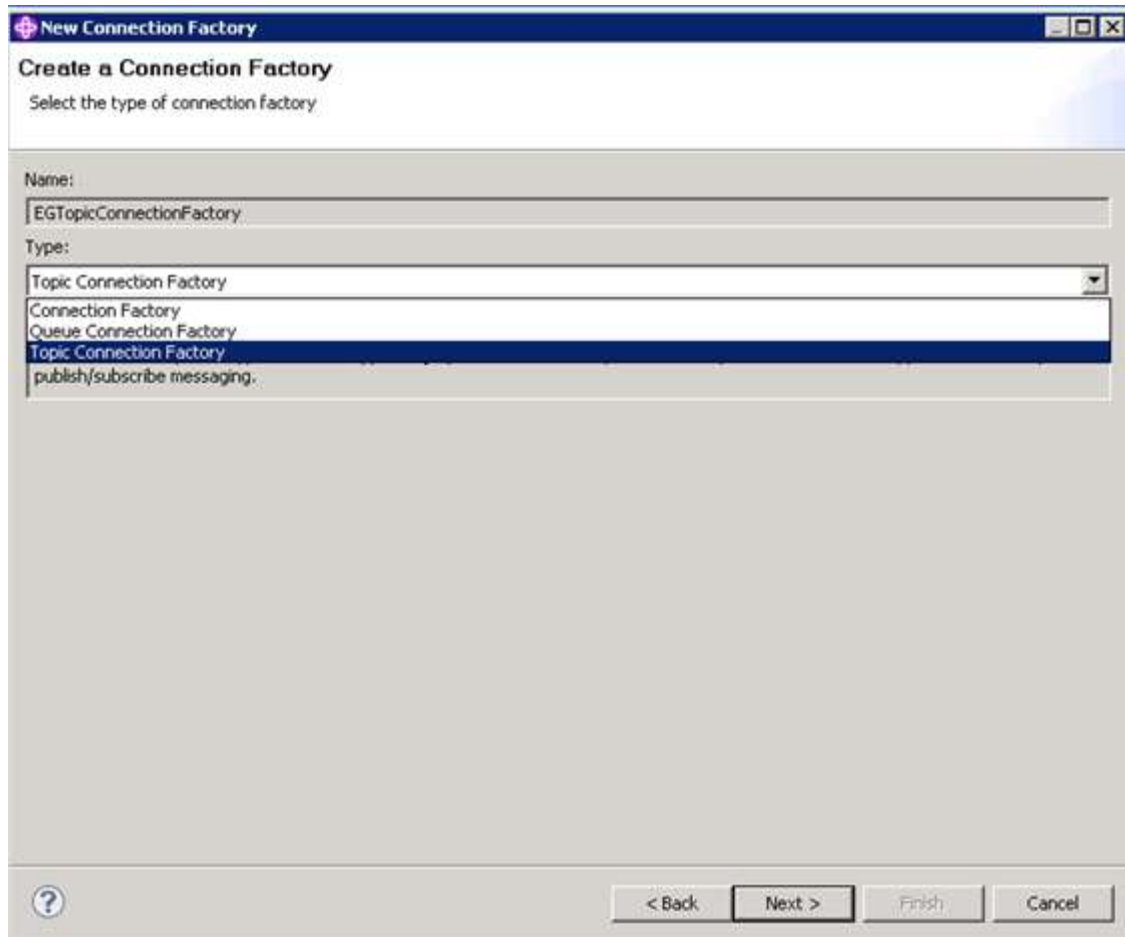 New Connection Factory
Create a Connection Factory
Select the type of connection factory
Name:
EGTopicConnectionFactory
Type:
Topic Connection Factory
Connection Factory
Queue Connection Factory
Topic Connection Factory
publish/subscribe messaging.
?
< Back
Next >
Finish
Cancel